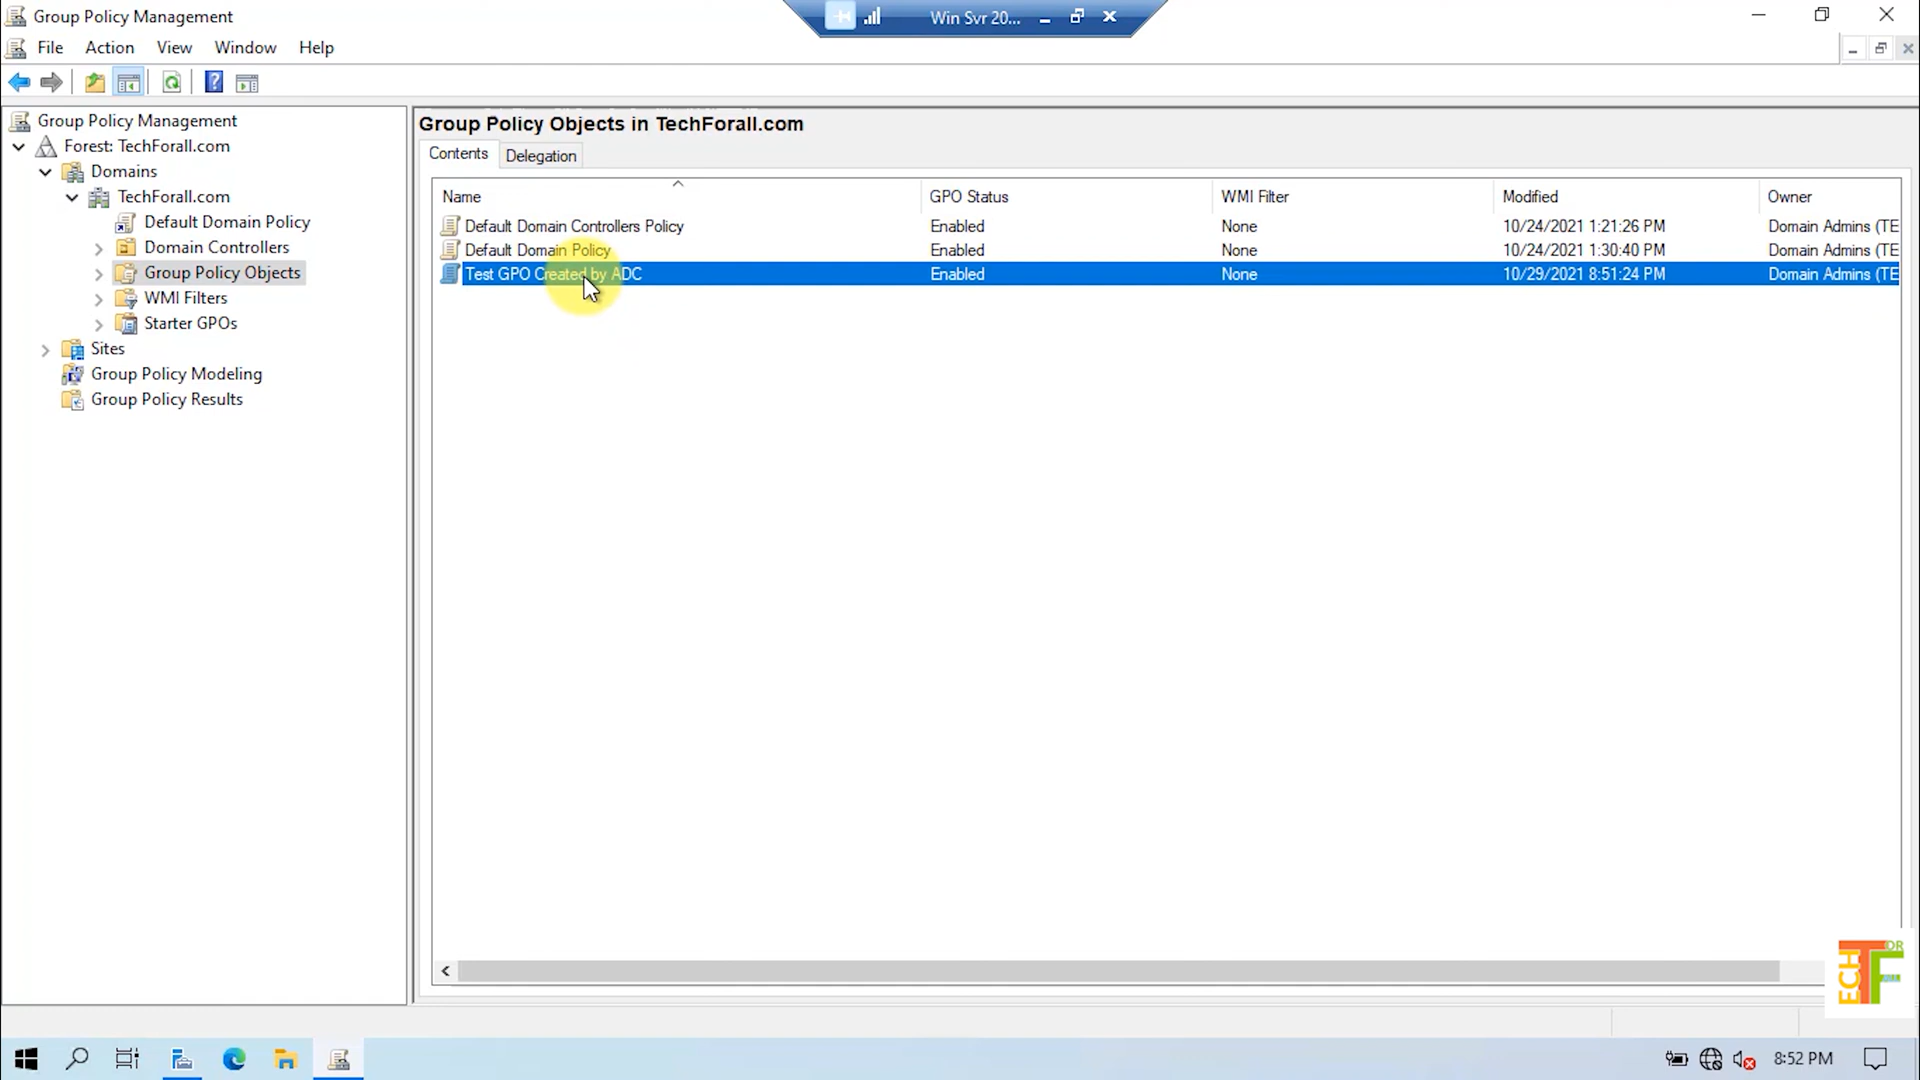 Group Policy Management
Win Svr 20...
File Action View Window Help
Group Policy Management
Forest: TechForall.com
Domains
TechForall.com
Default Domain Policy
Domain Controllers
Group Policy Objects
WMI Filters
Starter GPOs
Sites
Group Policy Modeling
Group Policy Results
Group Policy Objects in TechForall.com
Contents Delegation
Name GPO Status WMI Filter Modified Owner
Default Domain Controllers Policy Enabled None 10/24/2021 1:21:26 PM Domain Admins (TE
Default Domain Policy Enabled None 10/24/2021 1:30:40 PM Domain Admins (TE
Test GPO Created by ADC Enabled None 10/29/2021 8:51:24 PM Domain Admins (TE
TECH FOR ALL
8:52 PM